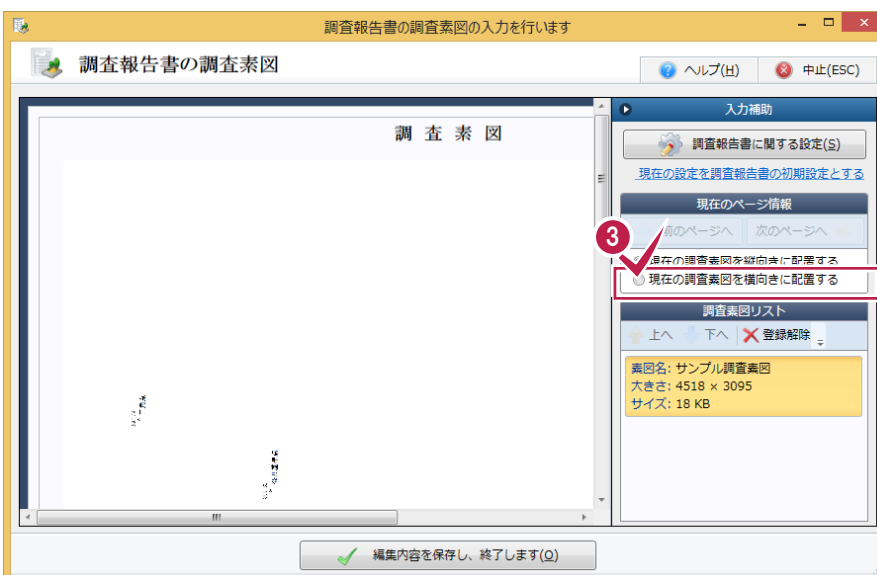 調査報告書の調査素図の入力を行います
調査報告書の調査素図
ヘルプ(H)
中止(ESC)
調 査 素 図
入力補助
調査報告書に関する設定(S)
現在の設定を調査報告書の初期設定とする
現在のページ情報
前のページへ
次のページへ
3
現在の調査素図を縦向きに配置する
現在の調査素図を横向きに配置する
調査素図リスト
上へ
下へ
登録解除
素図名: サンプル調査素図
大きさ: 4518 × 3095
サイズ: 18 KB
編集内容を保存し、終了します(O)